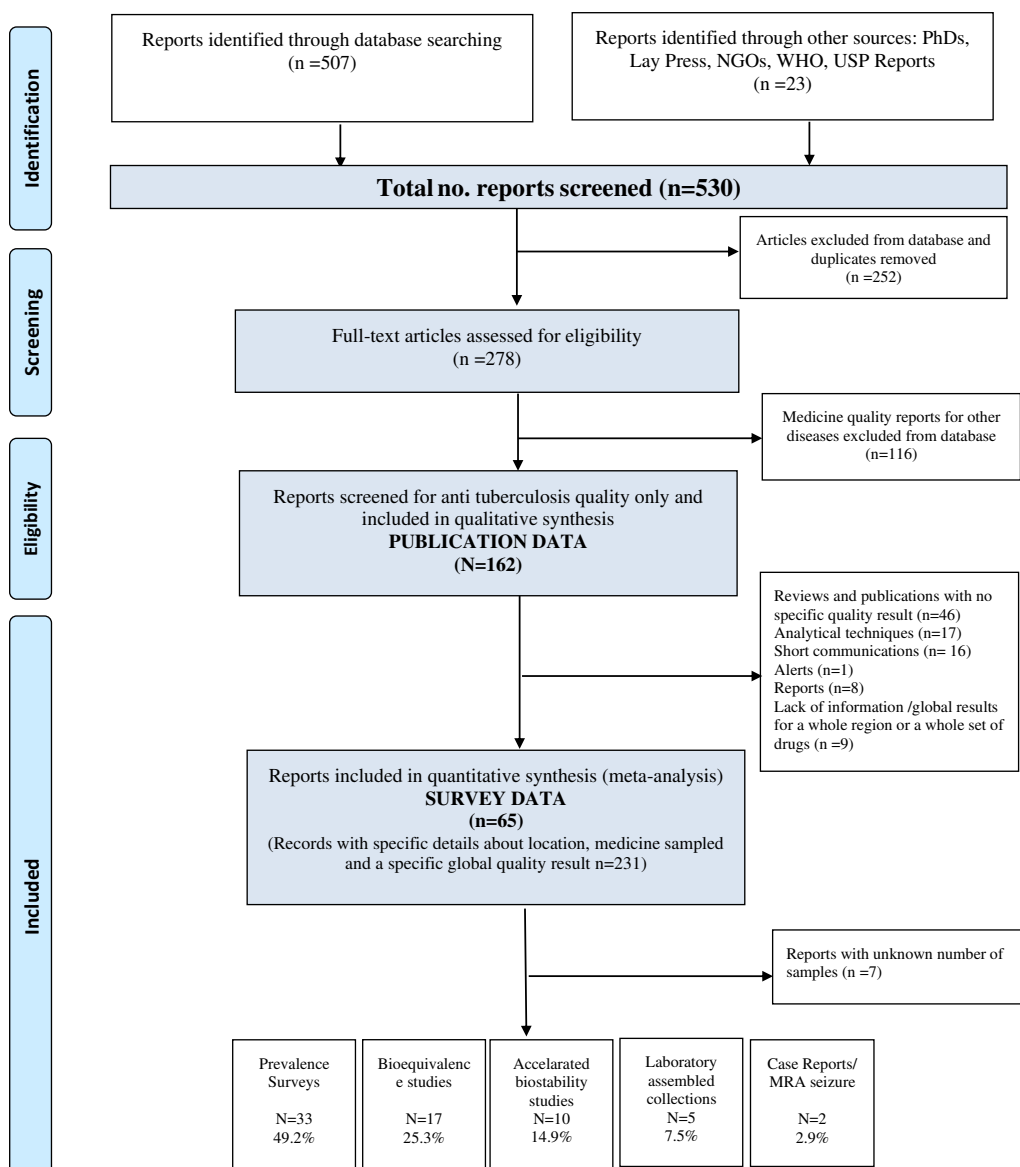 Identification
Reports identified through database searching
(n =507)
Reports identified through other sources: PhDs,
Lay Press, NGOs, WHO, USP Reports
(n =23)
Total no. reports screened (n=530)
Articles excluded from database and
duplicates removed
(n =252)
Screening
Full-text articles assessed for eligibility
(n =278)
Medicine quality reports for other
diseases excluded from database
(n=116)
Eligibility
Reports screened for anti tuberculosis quality only and
included in qualitative synthesis
PUBLICATION DATA
(N=162)
Reviews and publications with no
specific quality result (n=46)
Analytical techniques (n=17)
Short communications (n= 16)
Alerts (n=1)
Reports (n=8)
Lack of information /global results
for a whole region or a whole set of
drugs (n =9)
Included
Reports included in quantitative synthesis (meta-analysis)
SURVEY DATA
(n=65)
(Records with specific details about location, medicine sampled
and a specific global quality result n=231)
Reports with unknown number of
samples (n =7)
Prevalence
Surveys
N=33
49.2%
Bioequivalenc
e studies
N=17
25.3%
Accelarated
biostability
studies
N=10
14.9%
Laboratory
assembled
collections
N=5
7.5%
Case Reports/
MRA seizure
N=2
2.9%